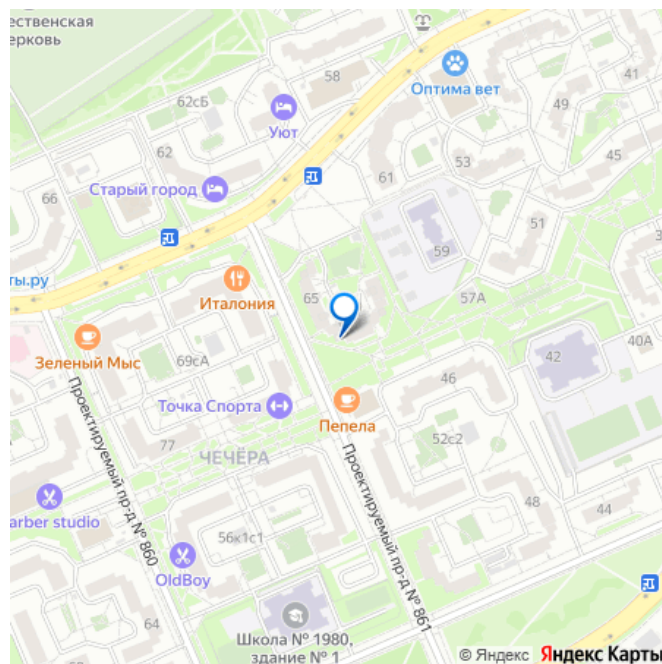 ественская
ерковь
58
Оптима вет
41
62сБ
49
Уют
62
53
45
61
66
Старый город
51
59
ты.ру
65
57А
Италония
Зеленый Мыс
69сА
42
40А
46
Точка Спорта
Пепела
77
52с2
ЧЕЧЁРА
Проектируемый пр-д № 860
Проектируемый пр-д № 861
arber studio
48
44
56к1с1
OldBoy
64
Школа № 1980,
здание № 1
© Яндекс Яндекс Карты